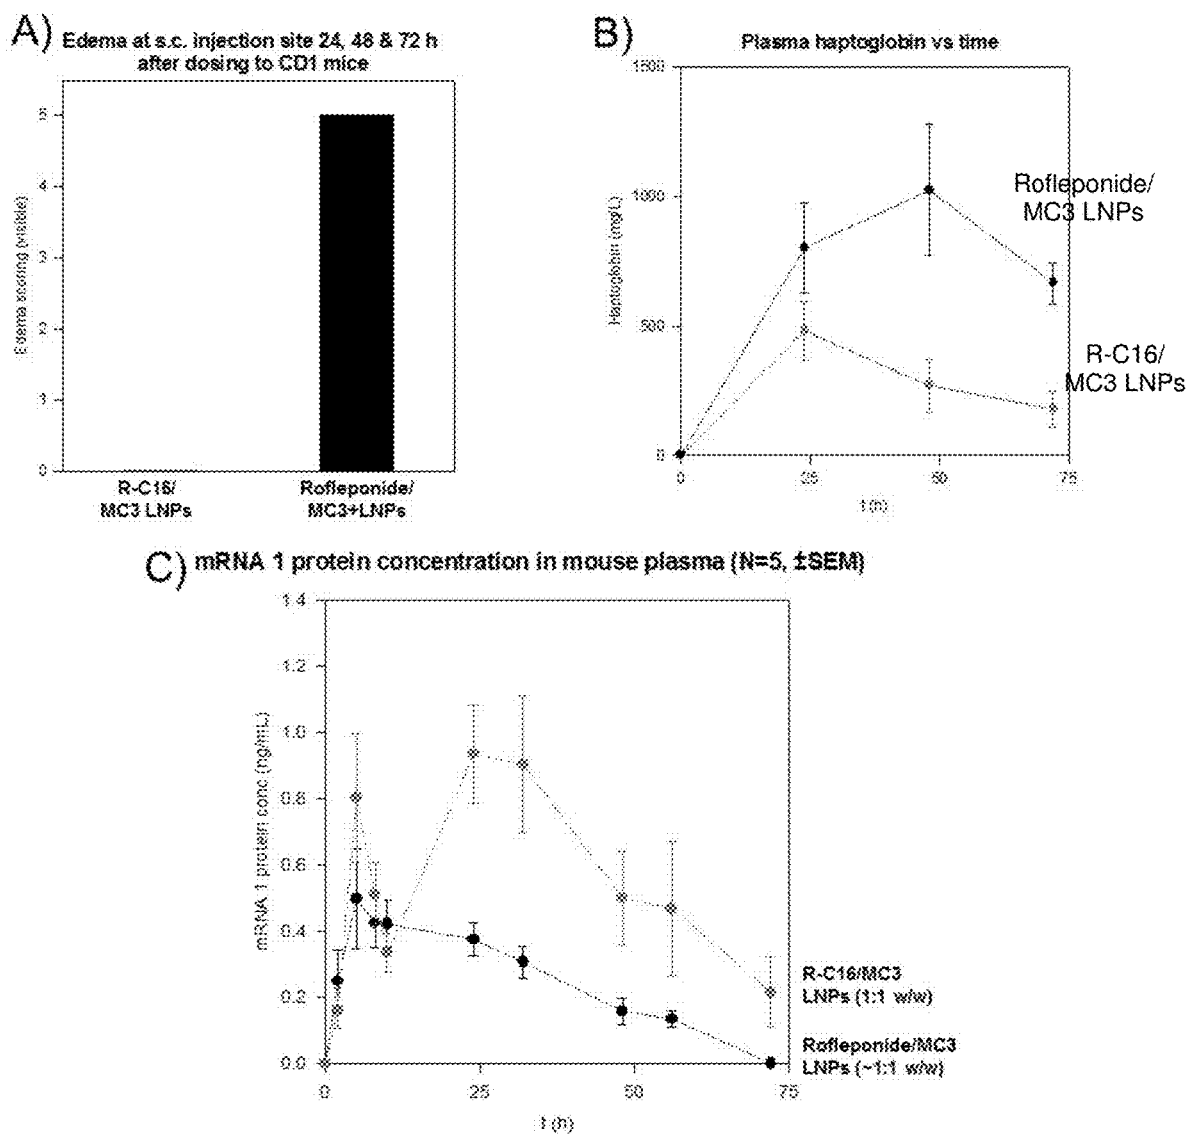 A)
Edema at s.c. injection site 24, 48 & 72 h
after dosing to CD1 mice
Edema scoring (visible)
5
4
3
2
1
0
R-C16/
MC3 LNPs
Rofleponide/
MC3+LNPs
B)
Plasma haptoglobin vs time
Haptoglobin (mg/L)
1500
1000
500
0
0 25 50 75
t (h)
Rofleponide/
MC3 LNPs
R-C16/
MC3 LNPs
C)
mRNA 1 protein concentration in mouse plasma (N=5, ±SEM)
mRNA 1 protein conc (ng/mL)
1.4
1.2
1.0
0.8
0.6
0.4
0.2
0.0
0 25 50 75
t (h)
R-C16/MC3
LNPs (1:1 w/w)
Rofleponide/MC3
LNPs (~1:1 w/w)